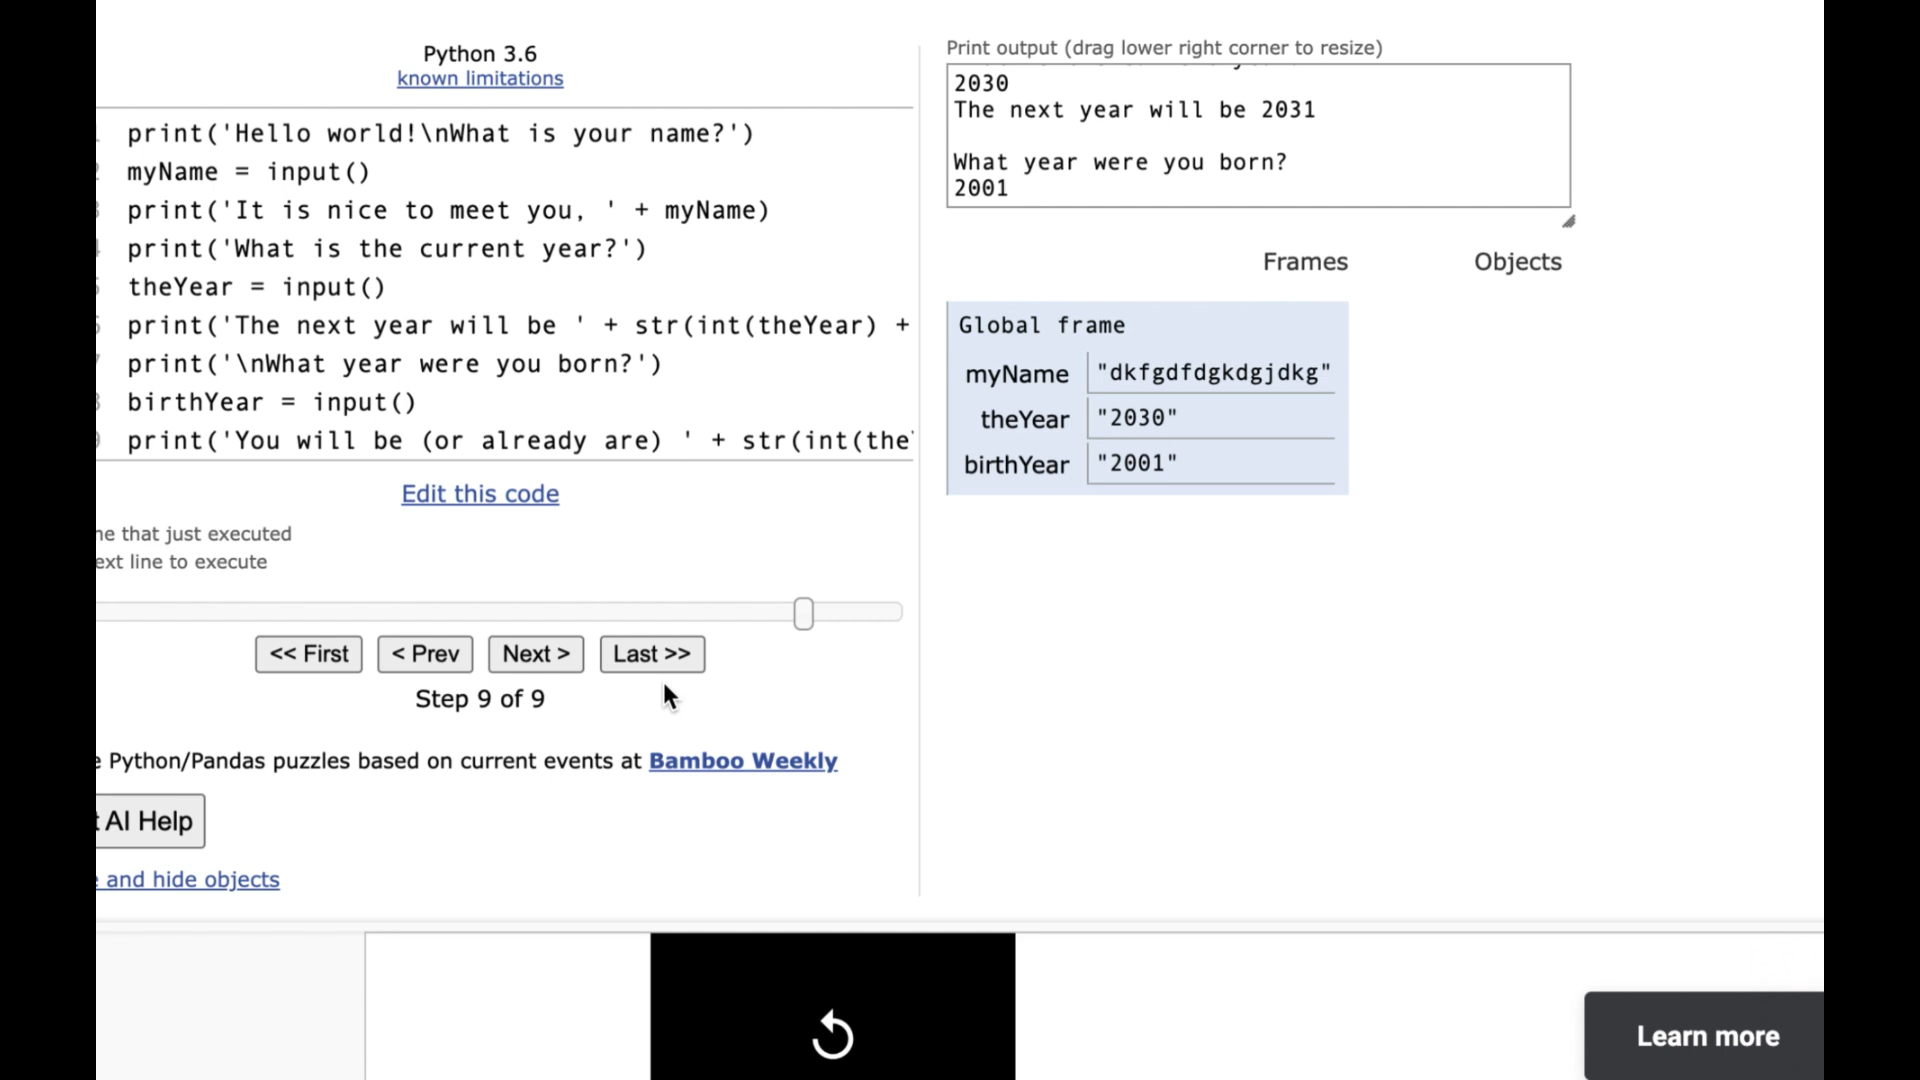 Python 3.6
known limitations
print('Hello world!\nWhat is your name?')
myName = input()
print('It is nice to meet you, ' + myName)
print('What is the current year?')
theYear = input()
print('The next year will be ' + str(int(theYear) +
print('\nWhat year were you born?')
birthYear = input()
print('You will be (or already are) ' + str(int(the
Edit this code
that just executed
line to execute
<< First
< Prev
Next >
Last >>
Step 9 of 9
Python/Pandas puzzles based on current events at Bamboo Weekly
AI Help
and hide objects
Print output (drag lower right corner to resize)
2030
The next year will be 2031
What year were you born?
2001
Frames
Objects
Global frame
myName "dkfgdfdgkdgjdkg"
theYear "2030"
birthYear "2001"
Learn more